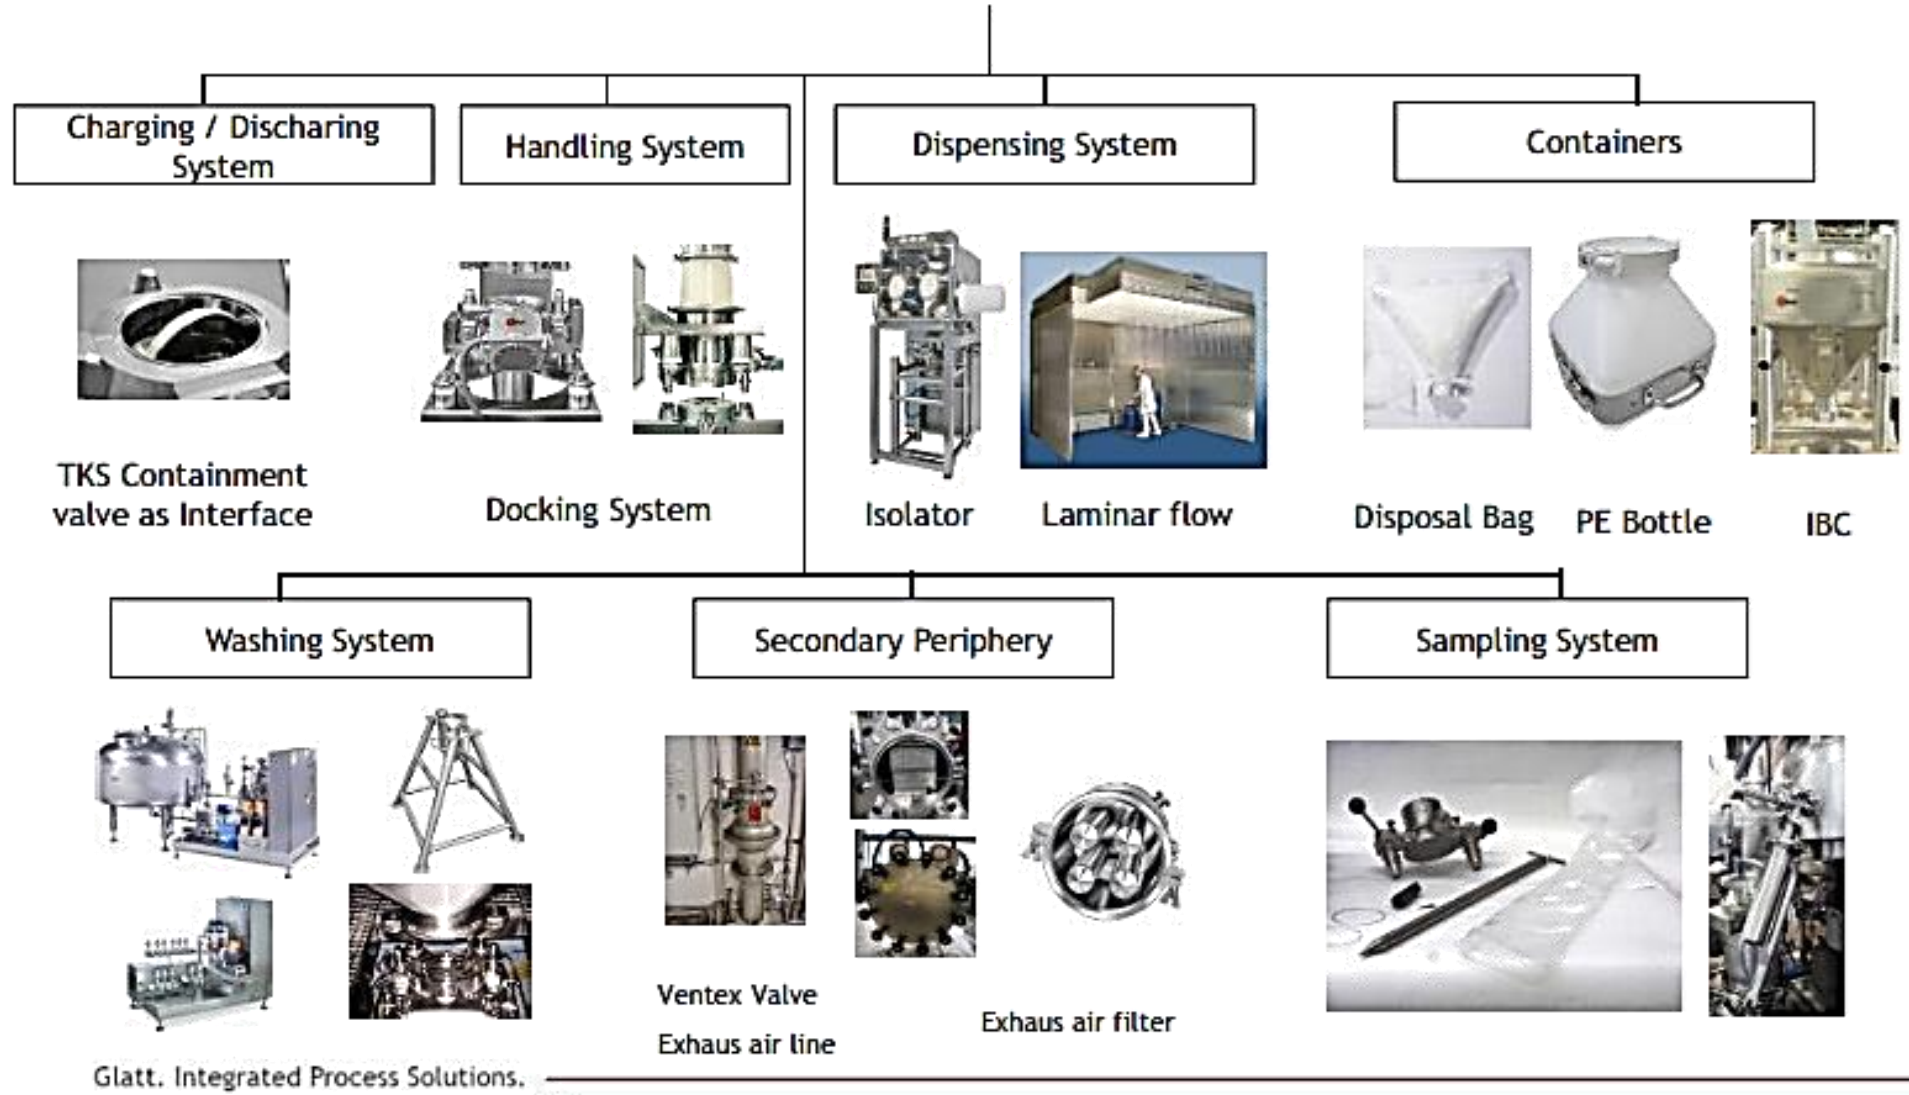 Charging / Discharing
System
Handling System
Dispensing System
Containers
TKS Containment
valve as Interface
Docking System
Isolator
Laminar flow
Disposal Bag
PE Bottle
IBC
Washing System
Secondary Periphery
Sampling System
Ventex Valve
Exhaus air line
Exhaus air filter
Glatt. Integrated Process Solutions.